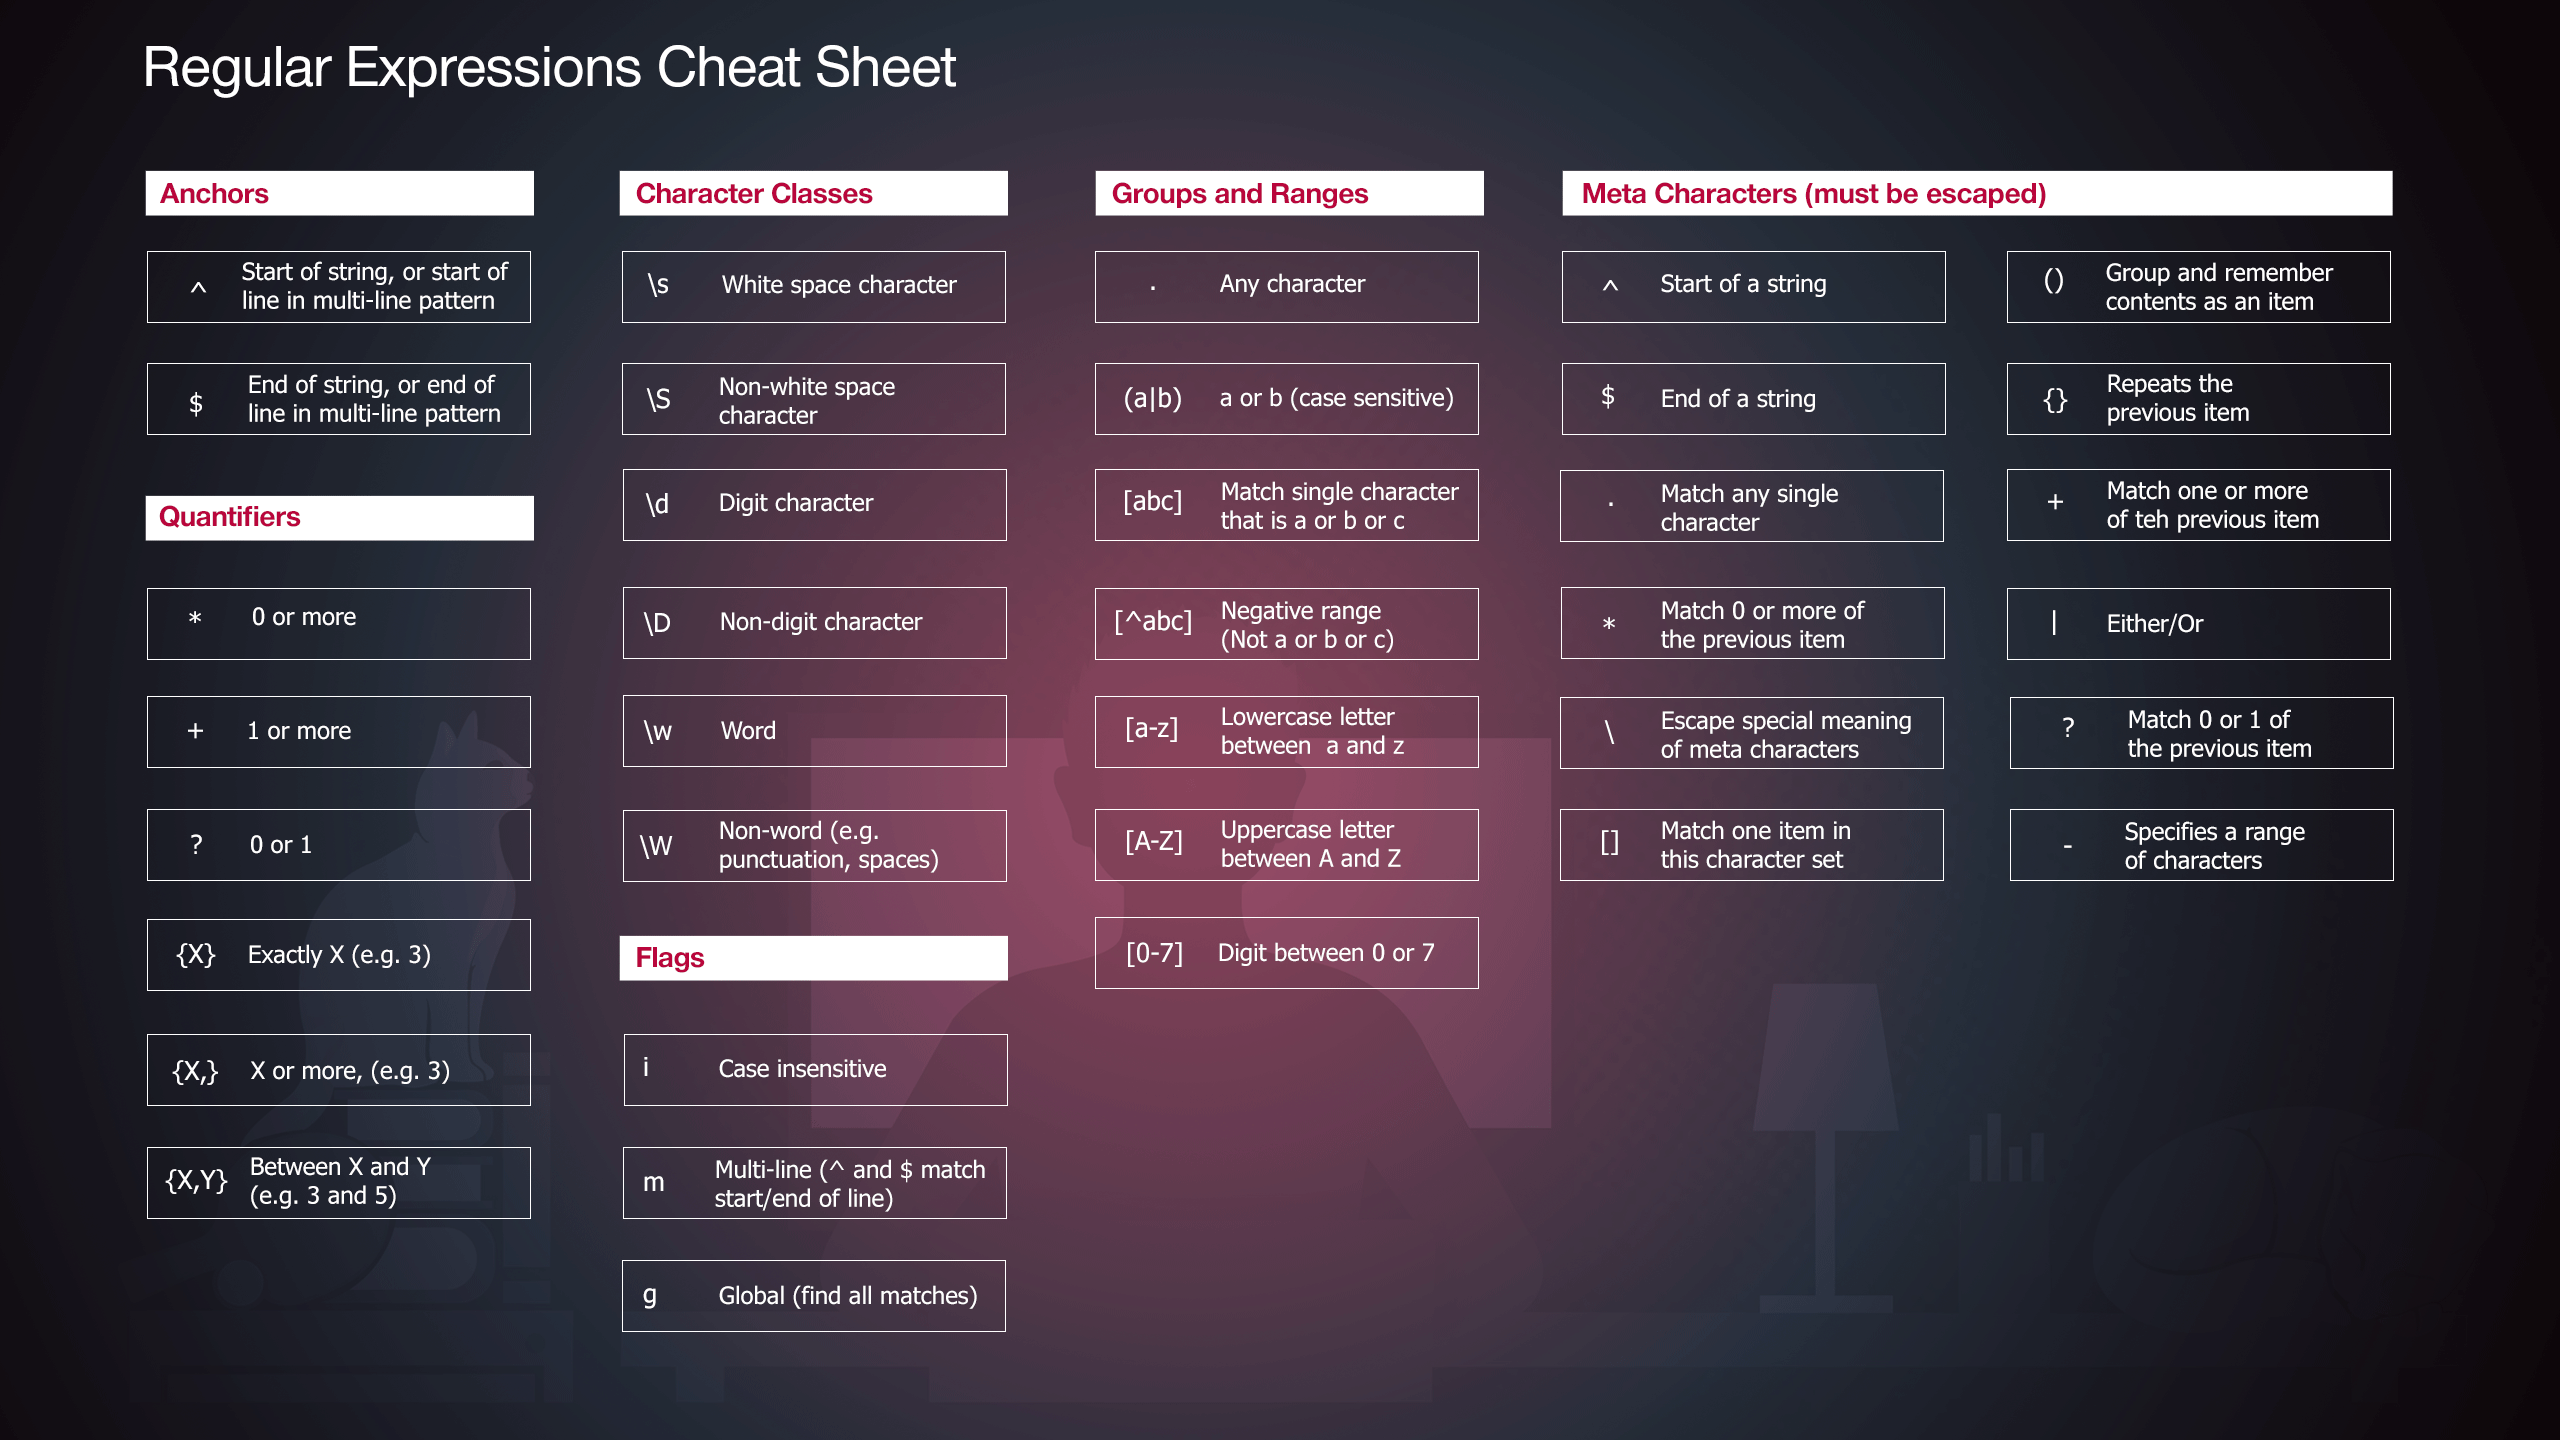 Regular Expressions Cheat Sheet
Anchors
^ Start of string, or start of
line in multi-line pattern
$ End of string, or end of
line in multi-line pattern
Quantifiers
* 0 or more
+ 1 or more
? 0 or 1
{X} Exactly X (e.g. 3)
{X,} X or more, (e.g. 3)
{X,Y} Between X and Y
(e.g. 3 and 5)
Character Classes
\s White space character
\S Non-white space
character
\d Digit character
\D Non-digit character
\w Word
\W Non-word (e.g.
punctuation, spaces)
Flags
i Case insensitive
m Multi-line (^ and $ match
start/end of line)
g Global (find all matches)
Groups and Ranges
. Any character
(a|b) a or b (case sensitive)
[abc] Match single character
that is a or b or c
[^abc] Negative range
(Not a or b or c)
[a-z] Lowercase letter
between a and z
[A-Z] Uppercase letter
between A and Z
[0-7] Digit between 0 or 7
Meta Characters (must be escaped)
^ Start of a string
$ End of a string
. Match any single
character
* Match 0 or more of
the previous item
\ Escape special meaning
of meta characters
[] Match one item in
this character set
() Group and remember
contents as an item
{} Repeats the
previous item
+ Match one or more
of teh previous item
| Either/Or
? Match 0 or 1 of
the previous item
- Specifies a range
of characters